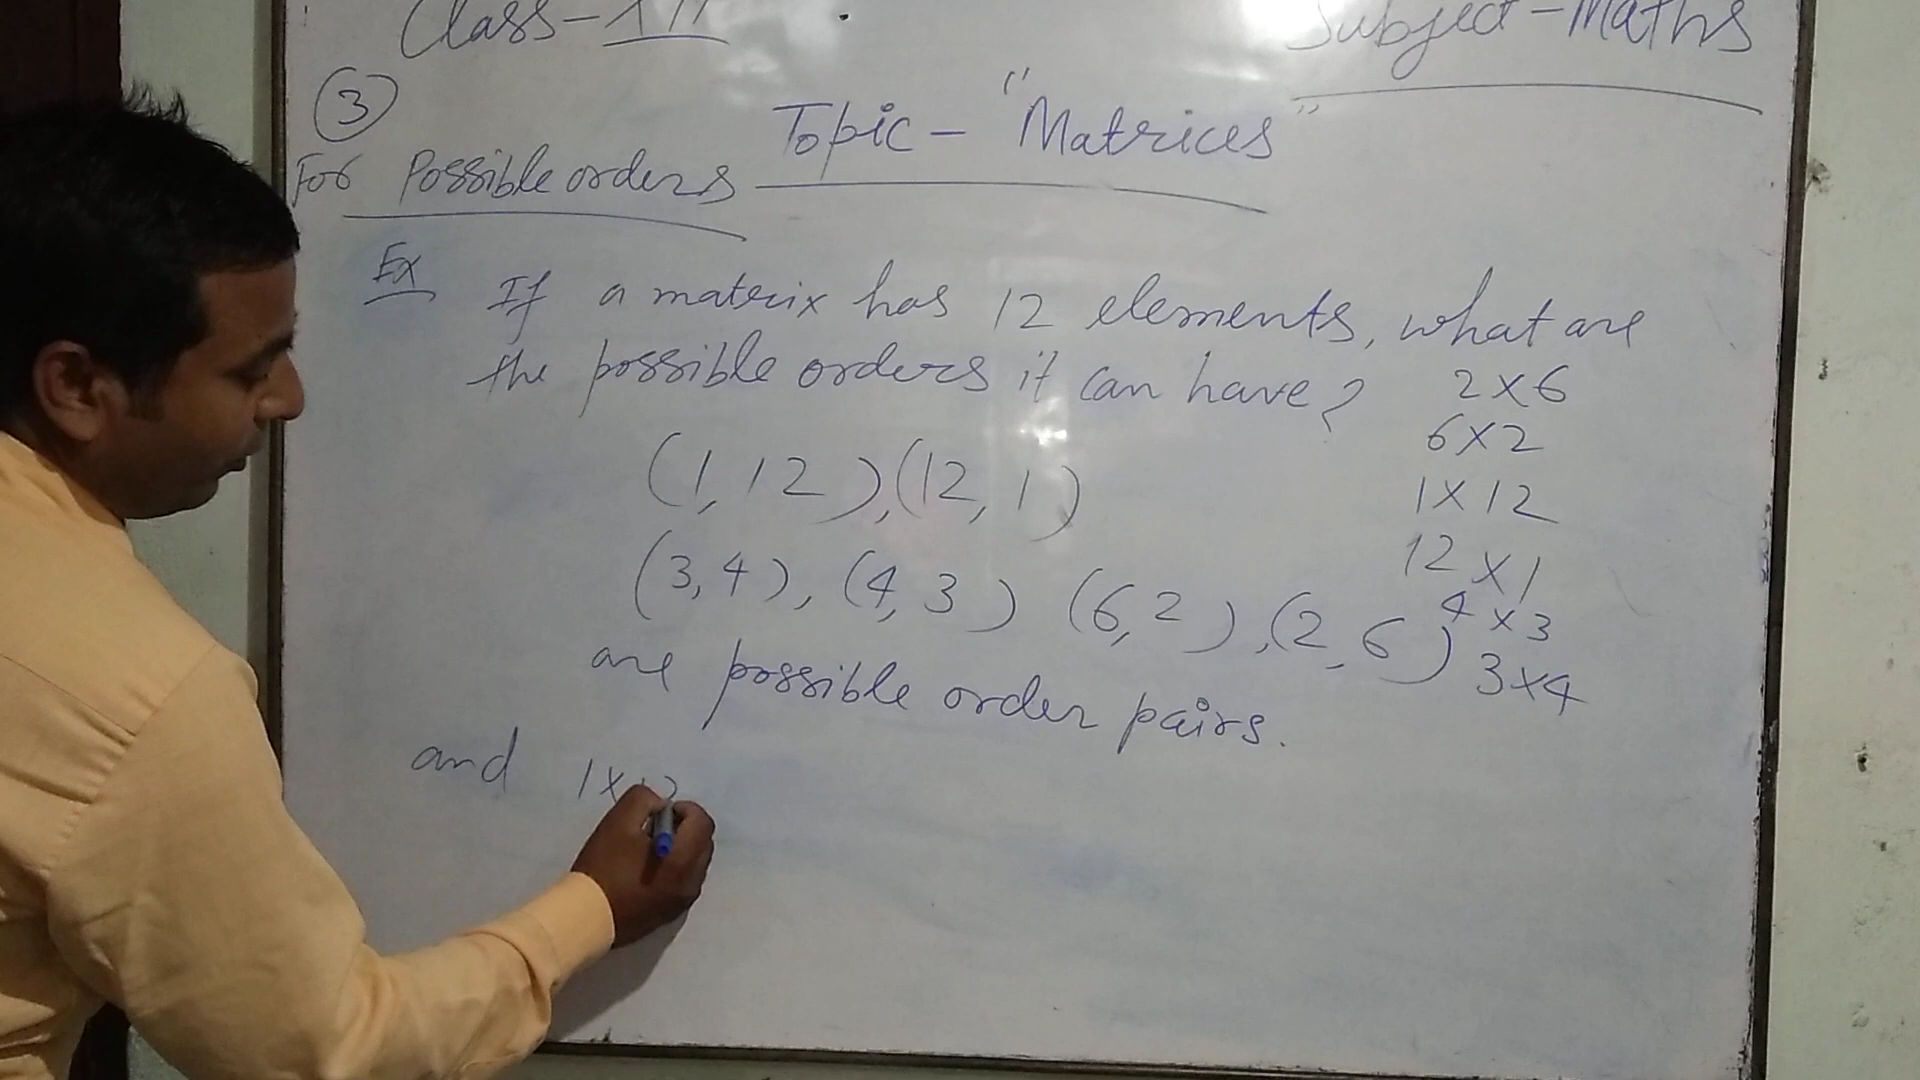 Class - XII
Subject - Maths
3
Topic - "Matrices"
For Possible orders
Ex If a matrix has 12 elements, what are
the possible orders it can have?
2 x 6
6 x 2
1 x 12
12 x 1
4 x 3
3 x 4
(1, 12), (12, 1)
(3, 4), (4, 3) (6, 2), (2, 6)
are possible order pairs.
and 1 x 12